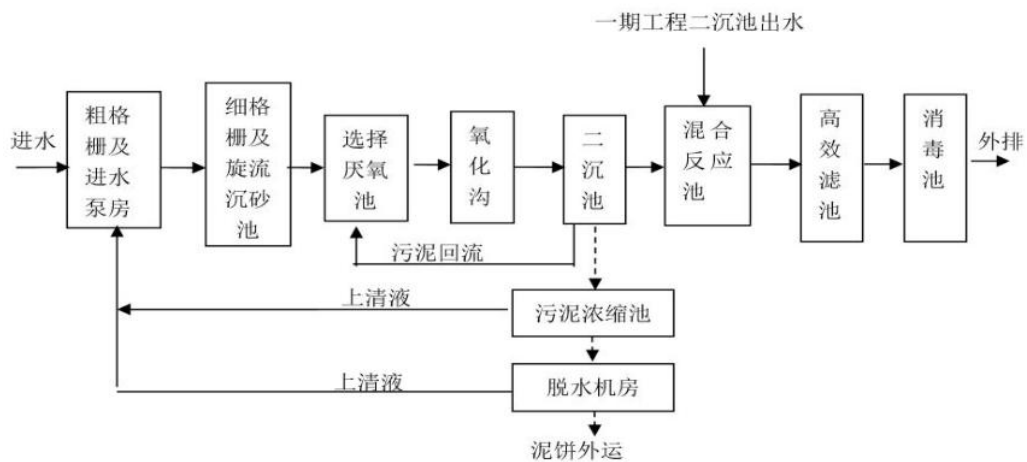 一期工程二沉池出水
进水
粗格
栅及
进水
泵房
细格
栅及
旋流
沉砂
池
选择
厌氧
池
氧
化
沟
二
沉
池
混合
反应
池
高
效
滤
池
消
毒
池
外排
污泥回流
上清液
污泥浓缩池
上清液
脱水机房
泥饼外运